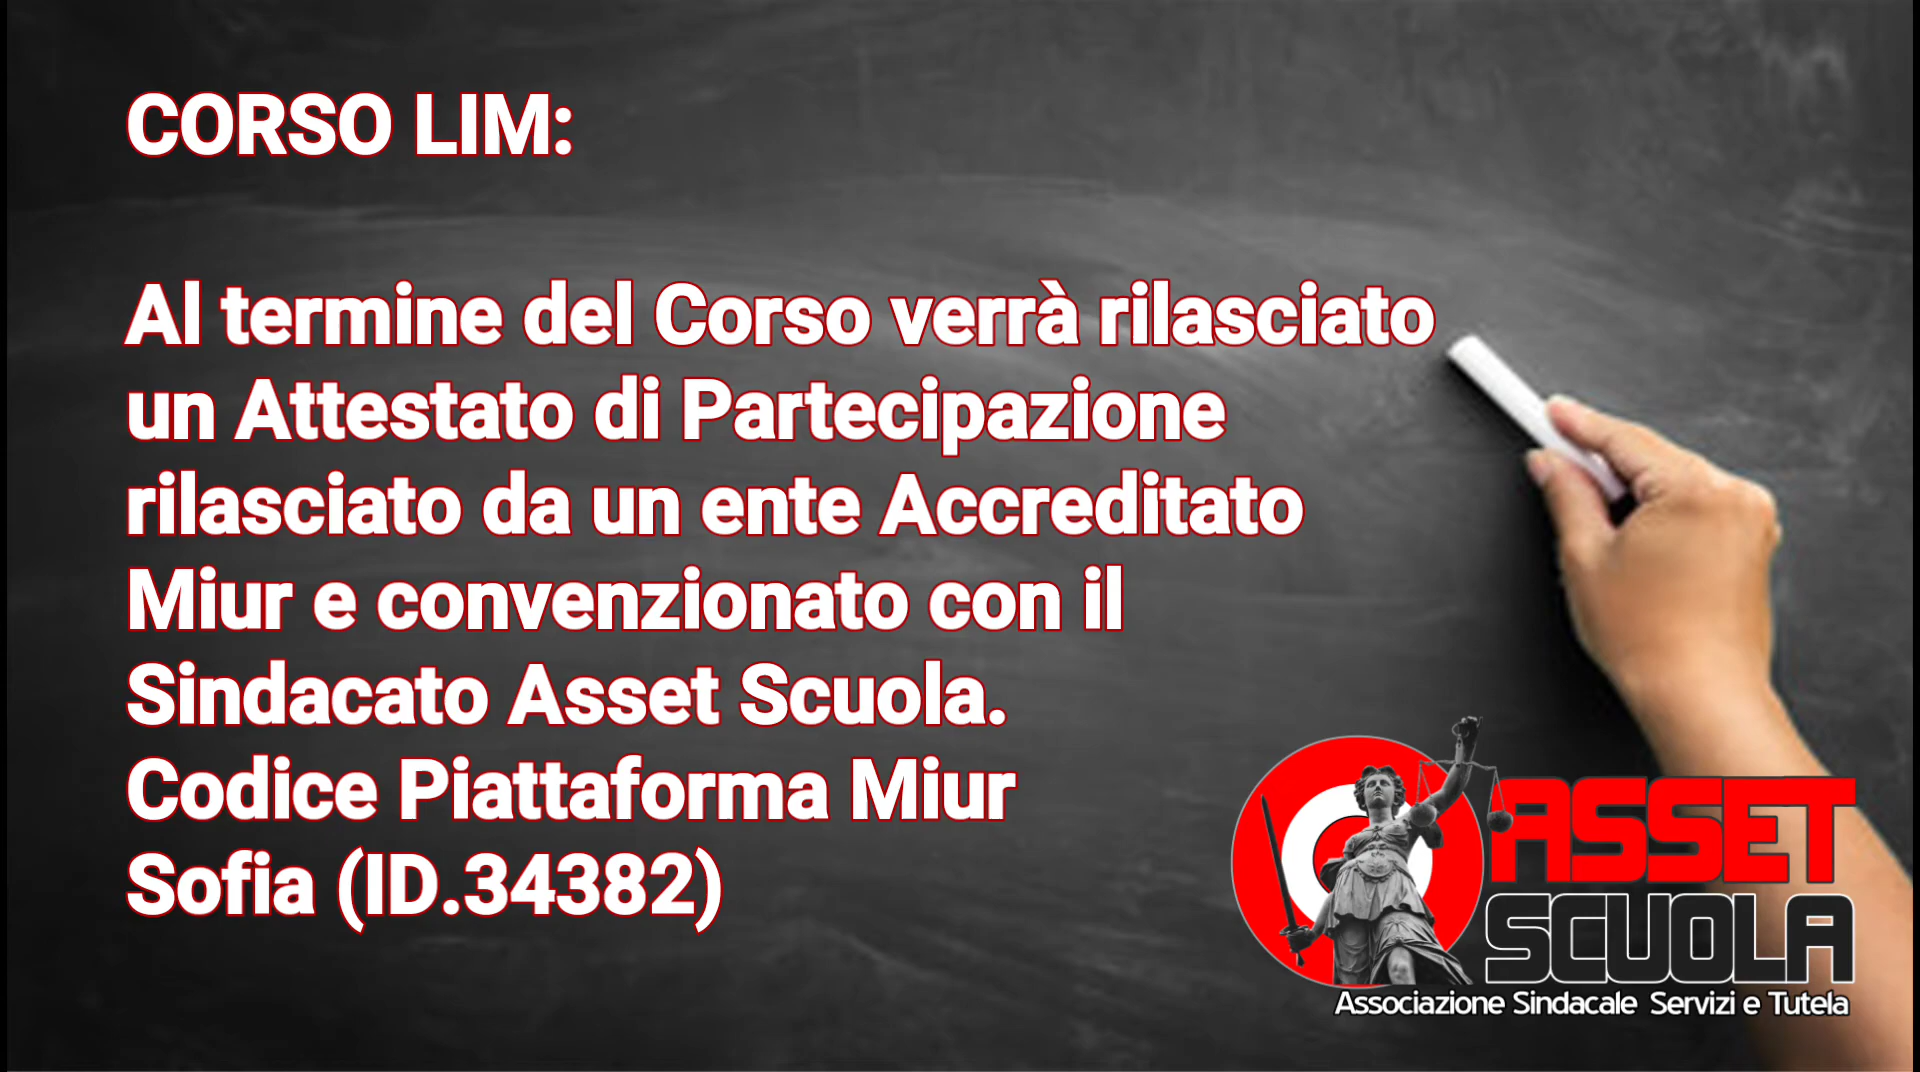 CORSO LIM:
Al termine del Corso verrà rilasciato
un Attestato di Partecipazione
rilasciato da un ente Accreditato
Miur e convenzionato con il
Sindacato Asset Scuola.
Codice Piattaforma Miur
Sofia (ID.34382)
ASSET
SCUOLA
Associazione Sindacale Servizi e Tutela